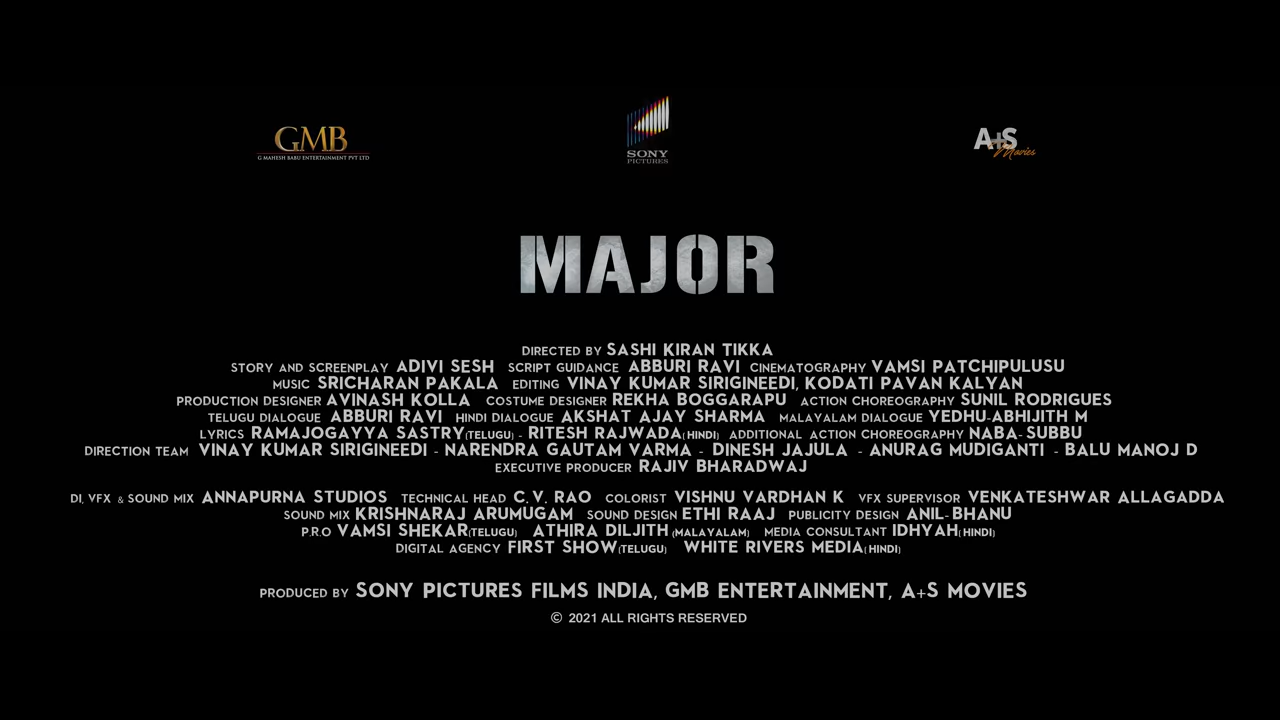 GMB
G MAHESH BABU ENTERTAINMENT PVT LTD
SONY
PICTURES
A+S
Movies
MAJOR
DIRECTED BY SASHI KIRAN TIKKA
STORY AND SCREENPLAY ADIVI SESH SCRIPT GUIDANCE ABBURI RAVI CINEMATOGRAPHY VAMSI PATCHIPULUSU
MUSIC SRICHARAN PAKALA EDITING VINAY KUMAR SIRIGINEEDI, KODATI PAVAN KALYAN
PRODUCTION DESIGNER AVINASH KOLLA COSTUME DESIGNER REKHA BOGGARAPU ACTION CHOREOGRAPHY SUNIL RODRIGUES
TELUGU DIALOGUE ABBURI RAVI HINDI DIALOGUE AKSHAT AJAY SHARMA MALAYALAM DIALOGUE YEDHU-ABHIJITH M
LYRICS RAMAJOGAYYA SASTRY(TELUGU) - RITESH RAJWADA(HINDI) ADDITIONAL ACTION CHOREOGRAPHY NABA- SUBBU
DIRECTION TEAM VINAY KUMAR SIRIGINEEDI - NARENDRA GAUTAM VARMA - DINESH JAJULA - ANURAG MUDIGANTI - BALU MANOJ D
EXECUTIVE PRODUCER RAJIV BHARADWAJ
DI, VFX & SOUND MIX ANNAPURNA STUDIOS TECHNICAL HEAD C.V. RAO COLORIST VISHNU VARDHAN K VFX SUPERVISOR VENKATESHWAR ALLAGADDA
SOUND MIX KRISHNARAJ ARUMUGAM SOUND DESIGN ETHI RAAJ PUBLICITY DESIGN ANIL-BHANU
P.R.O VAMSI SHEKAR(TELUGU) ATHIRA DILJITH (MALAYALAM) MEDIA CONSULTANT IDHYAH(HINDI)
DIGITAL AGENCY FIRST SHOW(TELUGU) WHITE RIVERS MEDIA(HINDI)
PRODUCED BY SONY PICTURES FILMS INDIA, GMB ENTERTAINMENT, A+S MOVIES
© 2021 ALL RIGHTS RESERVED